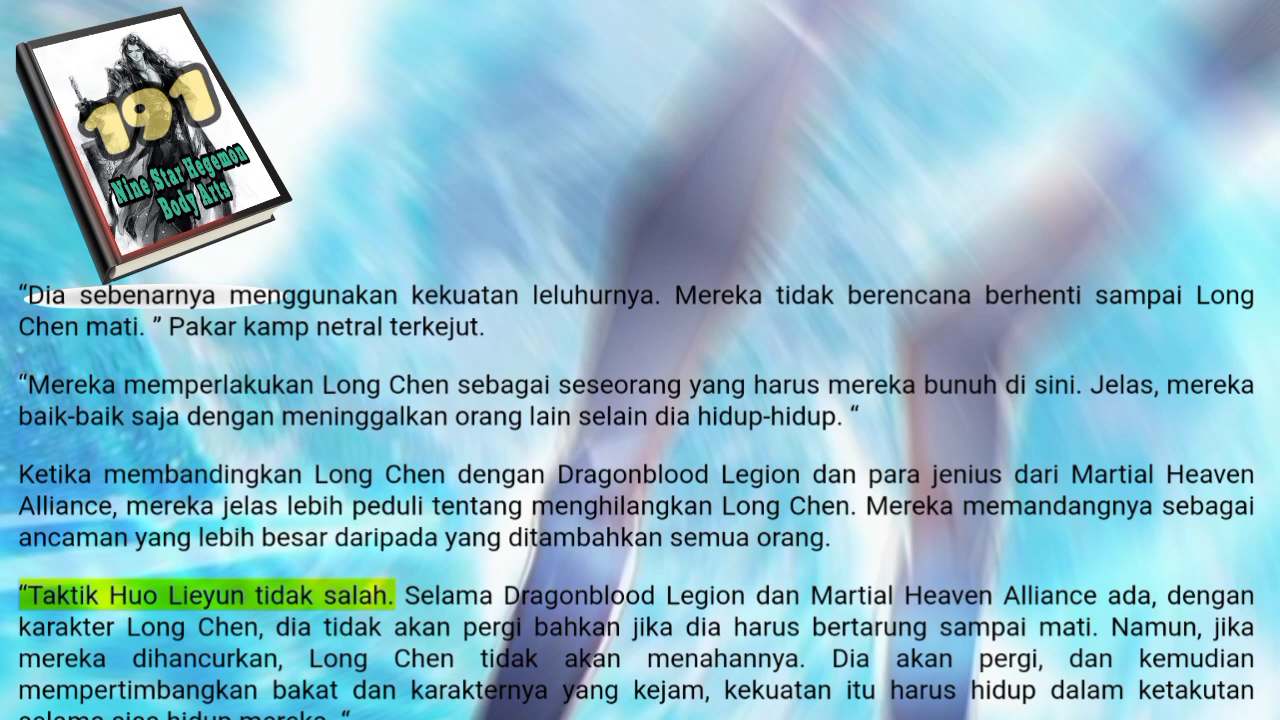 191
Nine Star Hegemon
Body Arts
“Dia sebenarnya menggunakan kekuatan leluhurnya. Mereka tidak berencana berhenti sampai Long
Chen mati. ” Pakar kamp netral terkejut.
“Mereka memperlakukan Long Chen sebagai seseorang yang harus mereka bunuh di sini. Jelas, mereka
baik-baik saja dengan meninggalkan orang lain selain dia hidup-hidup. “
Ketika membandingkan Long Chen dengan Dragonblood Legion dan para jenius dari Martial Heaven
Alliance, mereka jelas lebih peduli tentang menghilangkan Long Chen. Mereka memandangnya sebagai
ancaman yang lebih besar daripada yang ditambahkan semua orang.
“Taktik Huo Lieyun tidak salah. Selama Dragonblood Legion dan Martial Heaven Alliance ada, dengan
karakter Long Chen, dia tidak akan pergi bahkan jika dia harus bertarung sampai mati. Namun, jika
mereka dihancurkan, Long Chen tidak akan menahannya. Dia akan pergi, dan kemudian
mempertimbangkan bakat dan karakternya yang kejam, kekuatan itu harus hidup dalam ketakutan
hidup mereka. “